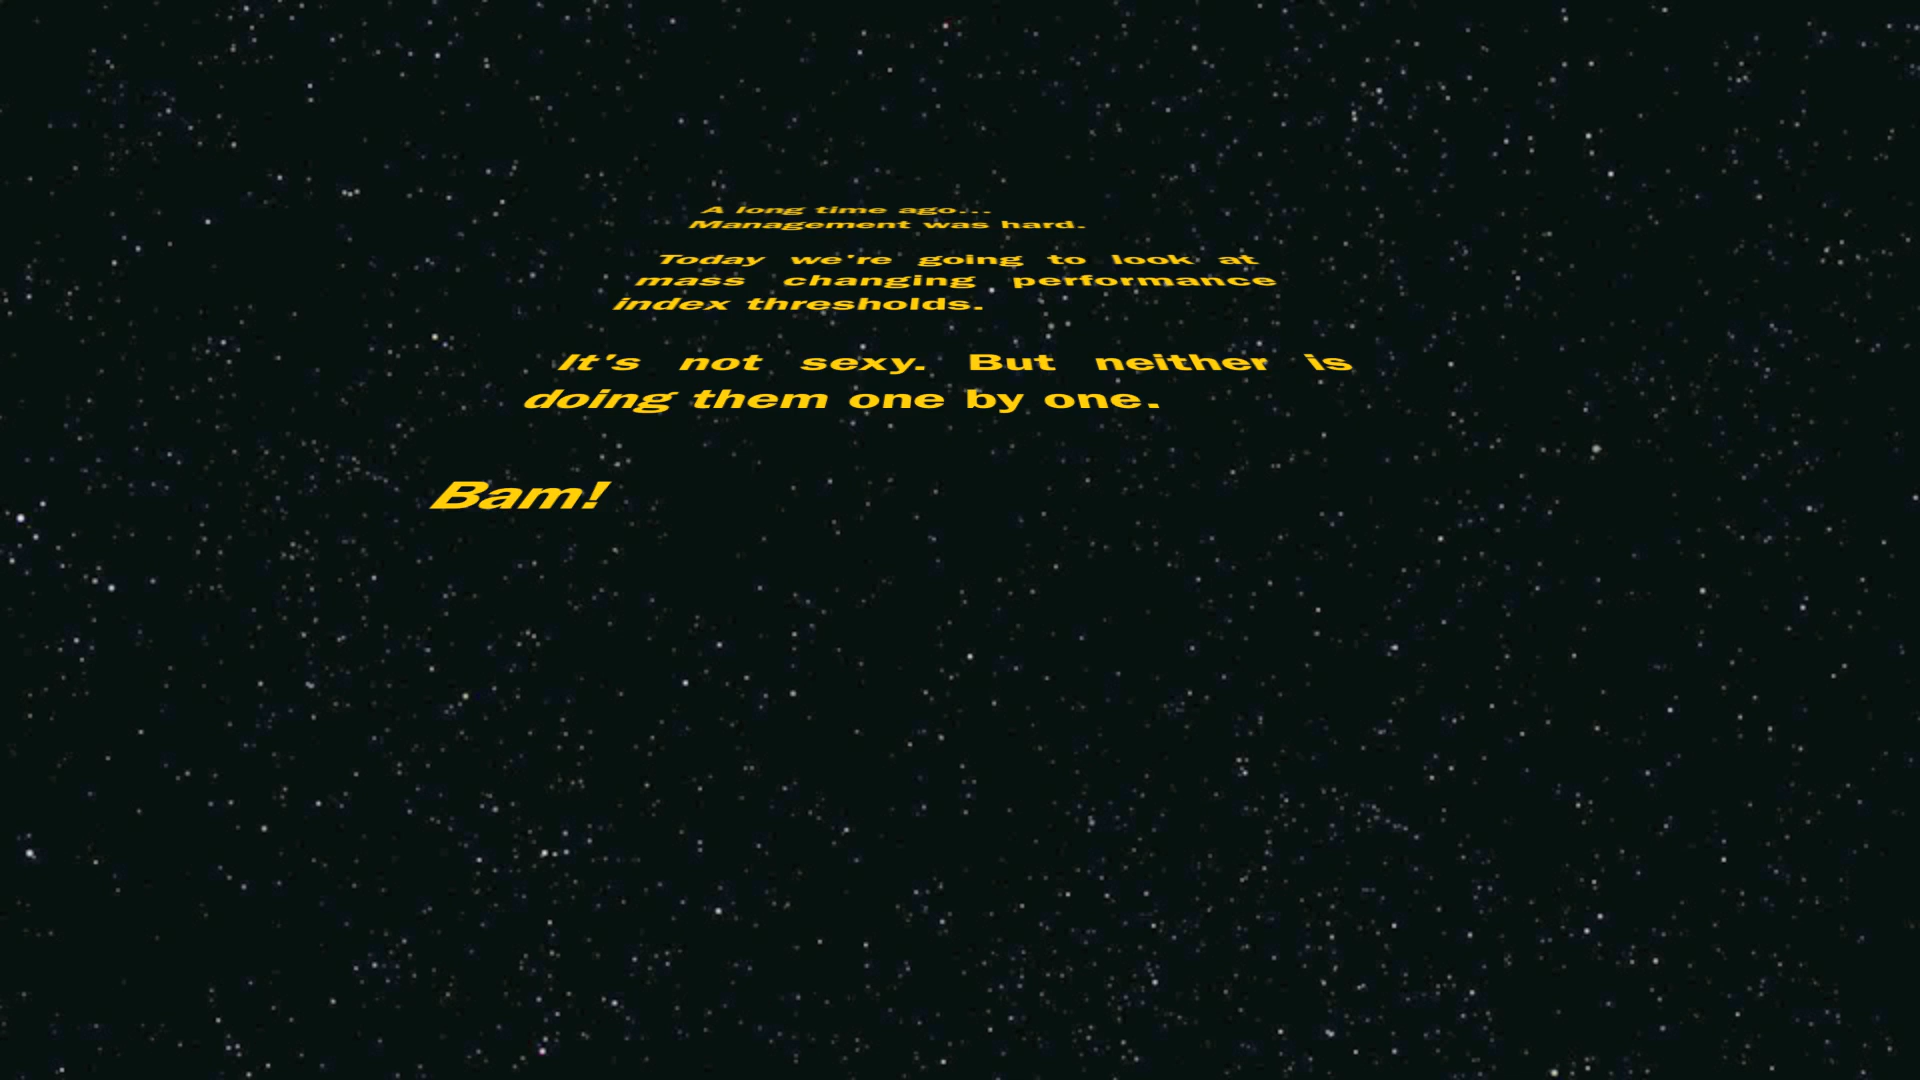 A long time ago...
Management was hard.
Today we're going to look at
mass changing performance
index thresholds.
It's not sexy. But neither is
doing them one by one.
Bam!